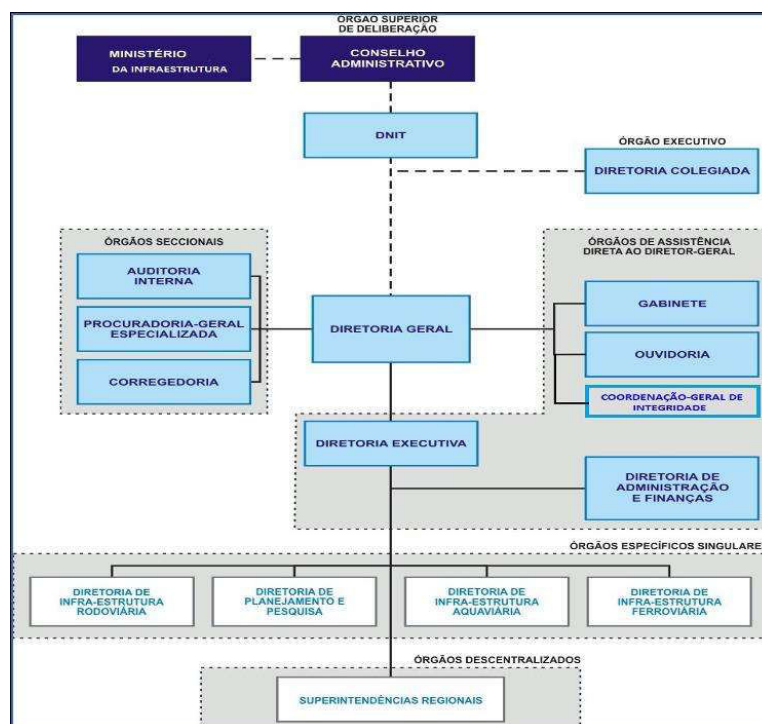 ÓRGÃO SUPERIOR
DE DELIBERAÇÃO
MINISTÉRIO
DA INFRAESTRUTURA
CONSELHO
ADMINISTRATIVO
DNIT
ÓRGÃO EXECUTIVO
DIRETORIA COLEGIADA
ÓRGÃOS SECCIONAIS
AUDITORIA
INTERNA
PROCURADORIA-GERAL
ESPECIALIZADA
CORREGEDORIA
DIRETORIA GERAL
ÓRGÃOS DE ASSISTÊNCIA
DIRETA AO DIRETOR-GERAL
GABINETE
OUVIDORIA
COORDENAÇÃO-GERAL DE
INTEGRIDADE
DIRETORIA EXECUTIVA
DIRETORIA DE
ADMINISTRAÇÃO
E FINANÇAS
ÓRGÃOS ESPECÍFICOS SINGULARE
DIRETORIA DE
INFRA-ESTRUTURA
RODOVIÁRIA
DIRETORIA DE
PLANEJAMENTO E
PESQUISA
DIRETORIA DE
INFRA-ESTRUTURA
AQUAVIÁRIA
DIRETORIA DE
INFRA-ESTRUTURA
FERROVIÁRIA
ÓRGÃOS DESCENTRALIZADOS
SUPERINTENDÊNCIAS REGIONAIS